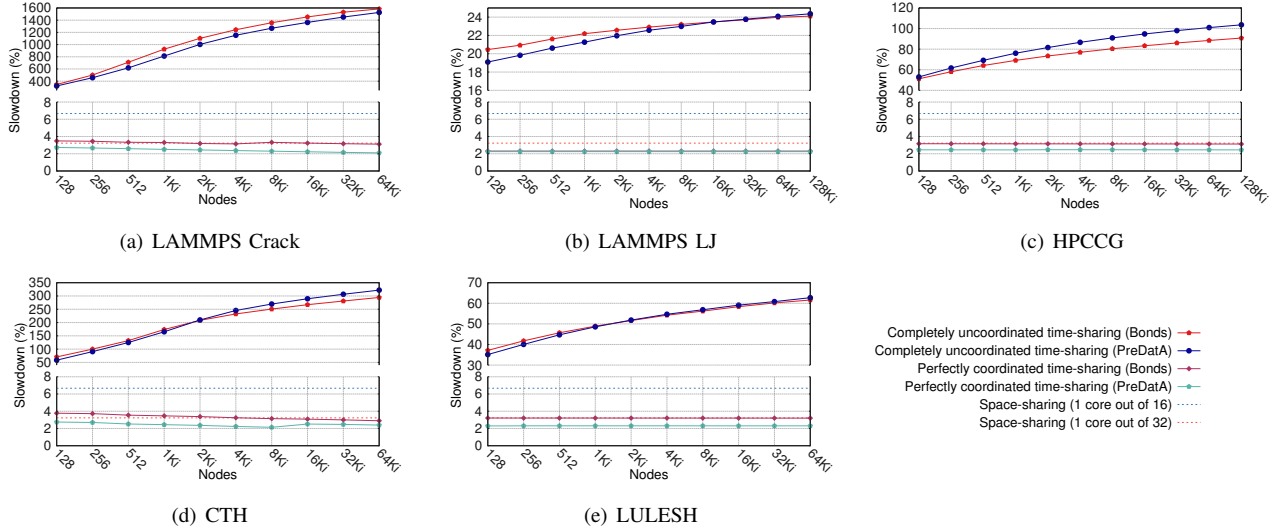 Slowdown (%)
1600
1400
1200
1000
800
600
400
8
6
4
2
0
128
256
512
1Ki
2Ki
4Ki
8Ki
16Ki
32Ki
64Ki
Nodes
(a) LAMMPS Crack
Slowdown (%)
24
22
20
18
16
8
6
4
2
0
128
256
512
1Ki
2Ki
4Ki
8Ki
16Ki
32Ki
64Ki
128Ki
Nodes
(b) LAMMPS LJ
Slowdown (%)
120
100
80
60
40
8
6
4
2
0
128
256
512
1Ki
2Ki
4Ki
8Ki
16Ki
32Ki
64Ki
128Ki
Nodes
(c) HPCCG
Slowdown (%)
350
300
250
200
150
100
50
8
6
4
2
0
128
256
512
1Ki
2Ki
4Ki
8Ki
16Ki
32Ki
64Ki
Nodes
(d) CTH
Slowdown (%)
70
60
50
40
30
8
6
4
2
0
128
256
512
1Ki
2Ki
4Ki
8Ki
16Ki
32Ki
64Ki
Nodes
(e) LULESH
Completely uncoordinated time-sharing (Bonds)
Completely uncoordinated time-sharing (PreDatA)
Perfectly coordinated time-sharing (Bonds)
Perfectly coordinated time-sharing (PreDatA)
Space-sharing (1 core out of 16)
Space-sharing (1 core out of 32)